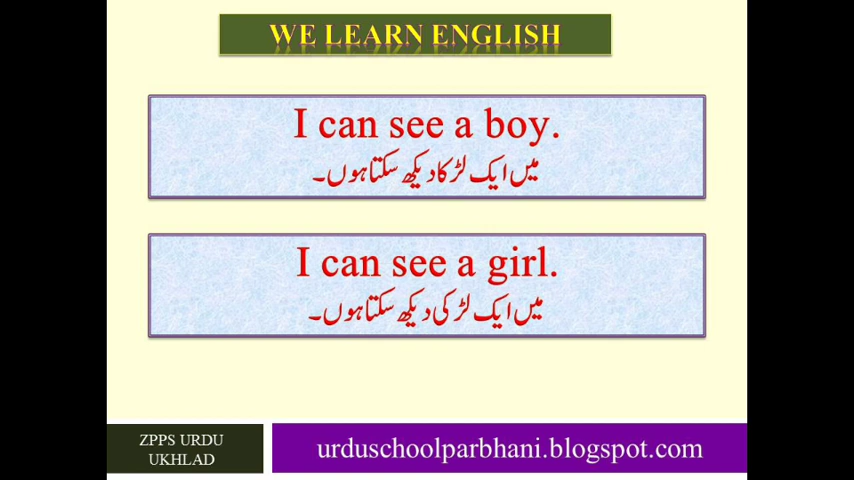 WE LEARN ENGLISH
I can see a boy.
میں ایک لڑکا دیکھ سکتا ہوں۔
I can see a girl.
میں ایک لڑکی دیکھ سکتا ہوں۔
ZPPS URDU
UKHLAD
urduschoolparbhani.blogspot.com